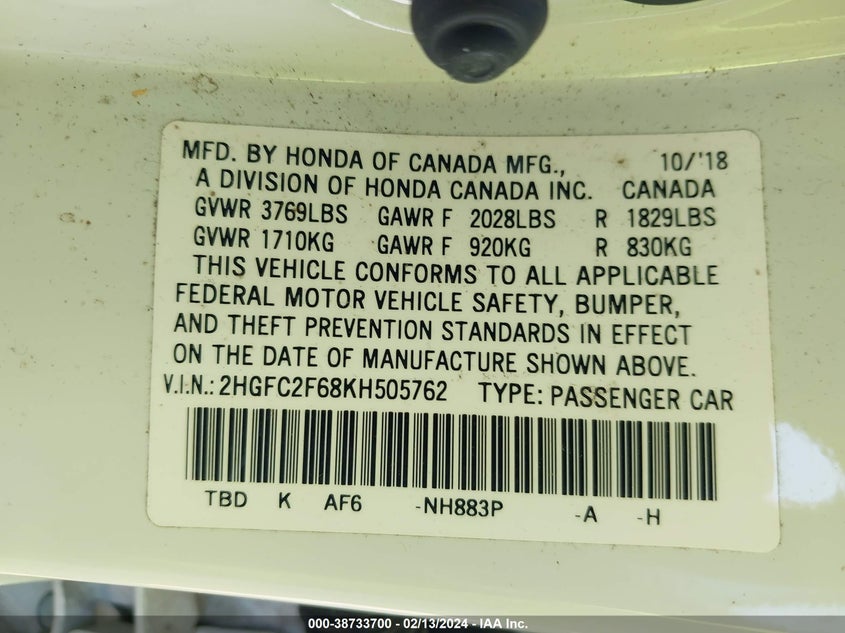 MFD. BY HONDA OF CANADA MFG., 10/'18
A DIVISION OF HONDA CANADA INC. CANADA
GVWR 3769LBS GAWR F 2028LBS R 1829LBS
GVWR 1710KG GAWR F 920KG R 830KG
THIS VEHICLE CONFORMS TO ALL APPLICABLE
FEDERAL MOTOR VEHICLE SAFETY, BUMPER,
AND THEFT PREVENTION STANDARDS IN EFFECT
ON THE DATE OF MANUFACTURE SHOWN ABOVE.
V.I.N.: 2HGFC2F68KH505762 TYPE: PASSENGER CAR
TBD K AF6 -NH883P -A -H
000-38733700 - 02/13/2024 - IAA Inc.